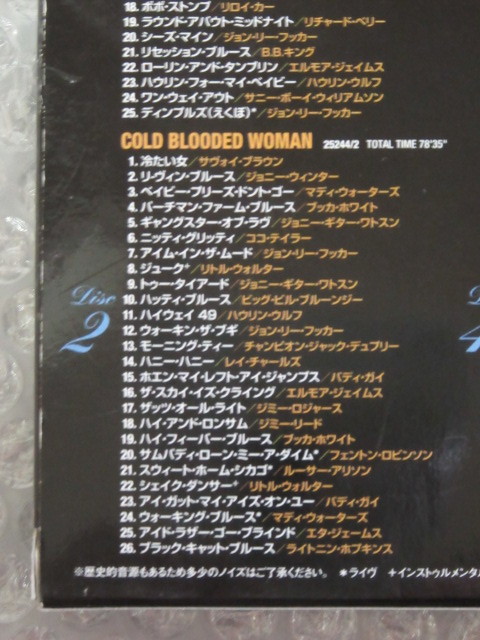 18. ボボ・ストンプ/リロイ・カー
19. ラウンド・アバウト・ミッドナイト/リチャード・ベリー
20. シーズ・マイン/ジョン・リー・フッカー
21. リセッション・ブルース/B.B.キング
22. ローリン・アンド・タンブリン/エルモア・ジェイムス
23. ハウリン・フォー・マイ・ベイビー/ハウリン・ウルフ
24. ワン・ウェイ・アウト/サニー・ボーイ・ウィリアムソン
25. ディンプルズ(えくぼ)*/ジョン・リー・フッカー
COLD BLOODED WOMAN 25244/2 TOTAL TIME 78'35"
1. 冷たい女/サヴォイ・ブラウン
2. リヴィン・ブルース/ジョニー・ウィンター
3. ベイビー・プリーズ・ドント・ゴー/マディ・ウォーターズ
4. パーチマン・ファーム・ブルース/ブッカ・ホワイト
5. ギャングスター・オブ・ラヴ/ジョニー・ギター・ワトスン
6. ニッティ・グリッティ/ココ・テイラー
7. アイム・イン・ザ・ムード/ジョン・リー・フッカー
8. ジューク+/リトル・ウォルター
9. トゥー・タイアード/ジョニー・ギター・ワトスン
10. ハッティ・ブルース/ビッグ・ビル・ブルーンジー
11. ハイウェイ 49/ハウリン・ウルフ
12. ウォーキン・ザ・ブギ/ジョン・リー・フッカー
13. モーニング・ティー/チャンピオン・ジャック・デュプリー
14. ハニー・ハニー/レイ・チャールズ
15. ホエン・マイ・レフト・アイ・ジャンプス/バディ・ガイ
16. ザ・スカイ・イズ・クライング/エルモア・ジェイムス
17. ザッツ・オール・ライト/ジミー・ロジャース
18. ハイ・アンド・ロンサム/ジミー・リード
19. ハイ・フィーバー・ブルース/ブッカ・ホワイト
20. サムバディ・ローン・ミー・ア・ダイム*/フェントン・ロビンソン
21. スウィート・ホーム・シカゴ*/ルーサー・アリソン
22. シェイク・ダンサー+/リトル・ウォルター
23. アイ・ガット・マイ・アイズ・オン・ユー/バディ・ガイ
24. ウォーキング・ブルース*/マディ・ウォーターズ
25. アイド・ラザー・ゴー・ブラインド/エタ・ジェームス
26. ブラック・キャット・ブルース/ライトニン・ホプキンス
Disc
2
4
※歴史的音源もあるため多少のノイズはご了承ください。 *ライヴ +インストゥルメンタル